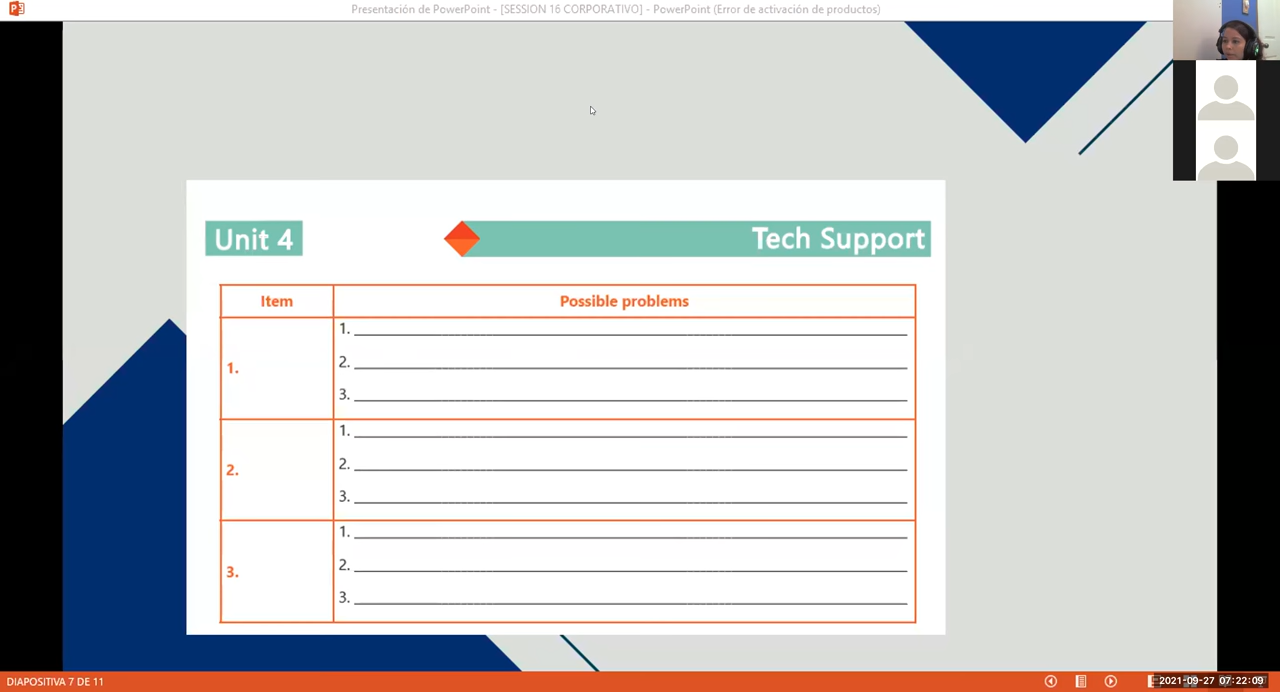 Presentación de PowerPoint - [SESSION 16 CORPORATIVO] - PowerPoint (Error de activación de productos)
Unit 4
Tech Support
Item
Possible problems
1.
1.
2.
3.
2.
1.
2.
3.
3.
1.
2.
3.
DIAPOSITIVA 7 DE 11
2021-09-27 07:22:09